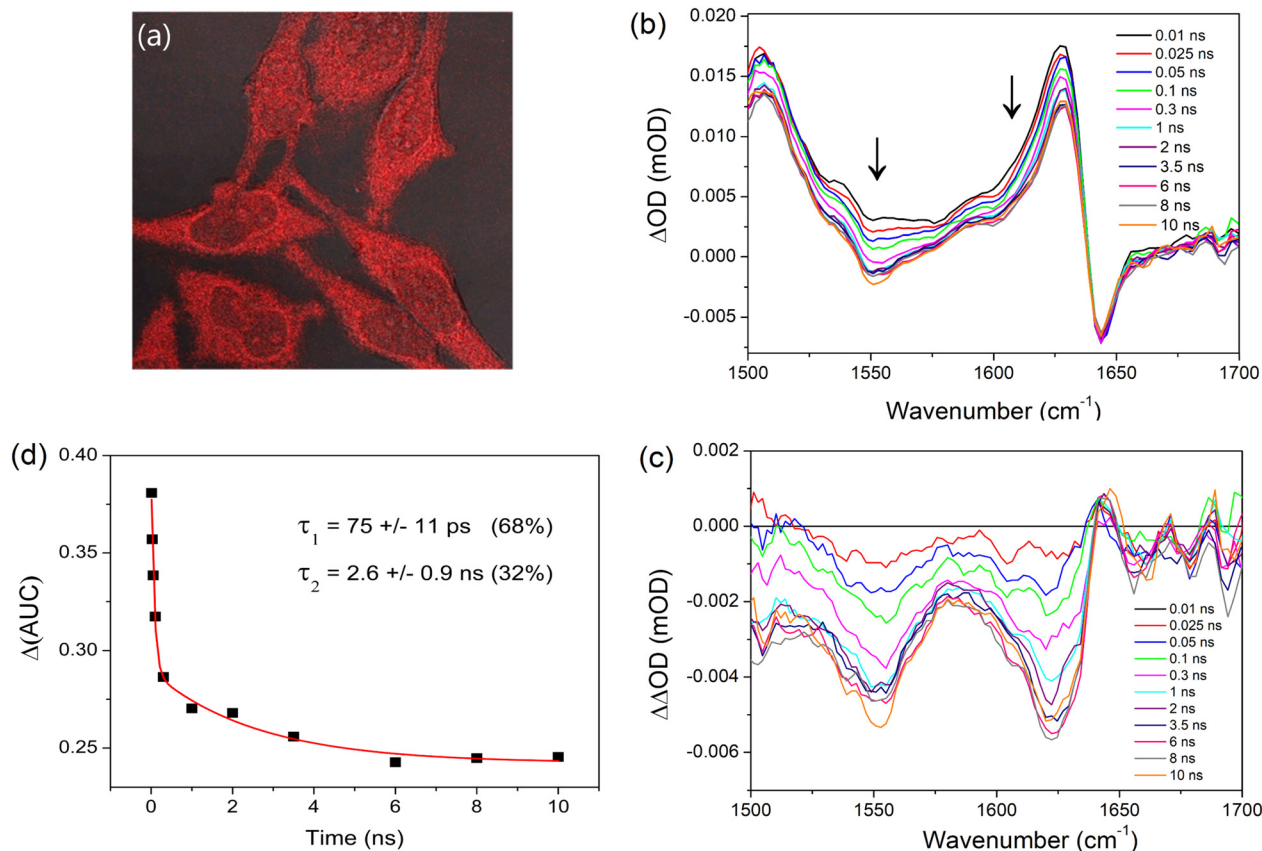 (a)
(b)
0.020
0.015
0.010
0.005
0.000
-0.005
ΔOD (mOD)
0.01 ns
0.025 ns
0.05 ns
0.1 ns
0.3 ns
1 ns
2 ns
3.5 ns
6 ns
8 ns
10 ns
1500 1550 1600 1650 1700
Wavenumber (cm⁻¹)
(d)
0.40
0.35
0.30
0.25
Δ(AUC)
τ₁ = 75 +/- 11 ps (68%)
τ₂ = 2.6 +/- 0.9 ns (32%)
0 2 4 6 8 10
Time (ns)
(c)
0.002
0.000
-0.002
-0.004
-0.006
ΔΔOD (mOD)
0.01 ns
0.025 ns
0.05 ns
0.1 ns
0.3 ns
1 ns
2 ns
3.5 ns
6 ns
8 ns
10 ns
1500 1550 1600 1650 1700
Wavenumber (cm⁻¹)